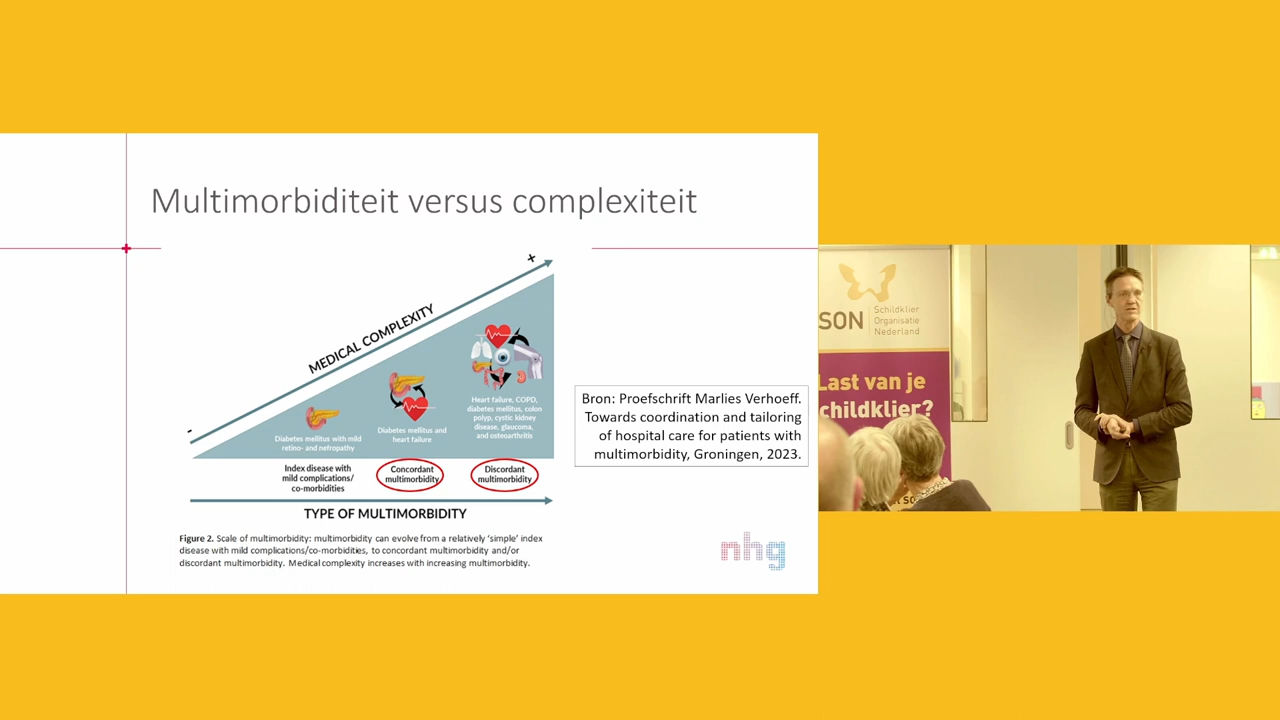 Multimorbiditeit versus complexiteit
+
MEDICAL COMPLEXITY
-
Diabetes mellitus with mild
retino- and nefropaty
Diabetes mellitus and
heart failure
Heart failure, COPD,
diabetes mellitus, colon
polyp, cystic kidney
disease, glaucoma,
and osteoarthritis
Index disease with
mild complications/
co-morbidities
Concordant
multimorbidity
Discordant
multimorbidity
TYPE OF MULTIMORBIDITY
Figure 2. Scale of multimorbidity: multimorbidity can evolve from a relatively 'simple' index
disease with mild complications/co-morbidities, to concordant multimorbidity and/or
discordant multimorbidity. Medical complexity increases with increasing multimorbidity.
Bron: Proefschrift Marlies Verhoeff.
Towards coordination and tailoring
of hospital care for patients with
multimorbidity, Groningen, 2023.
nhg
SON
Schildklier
Organisatie
Nederland
Last van je
childklier?